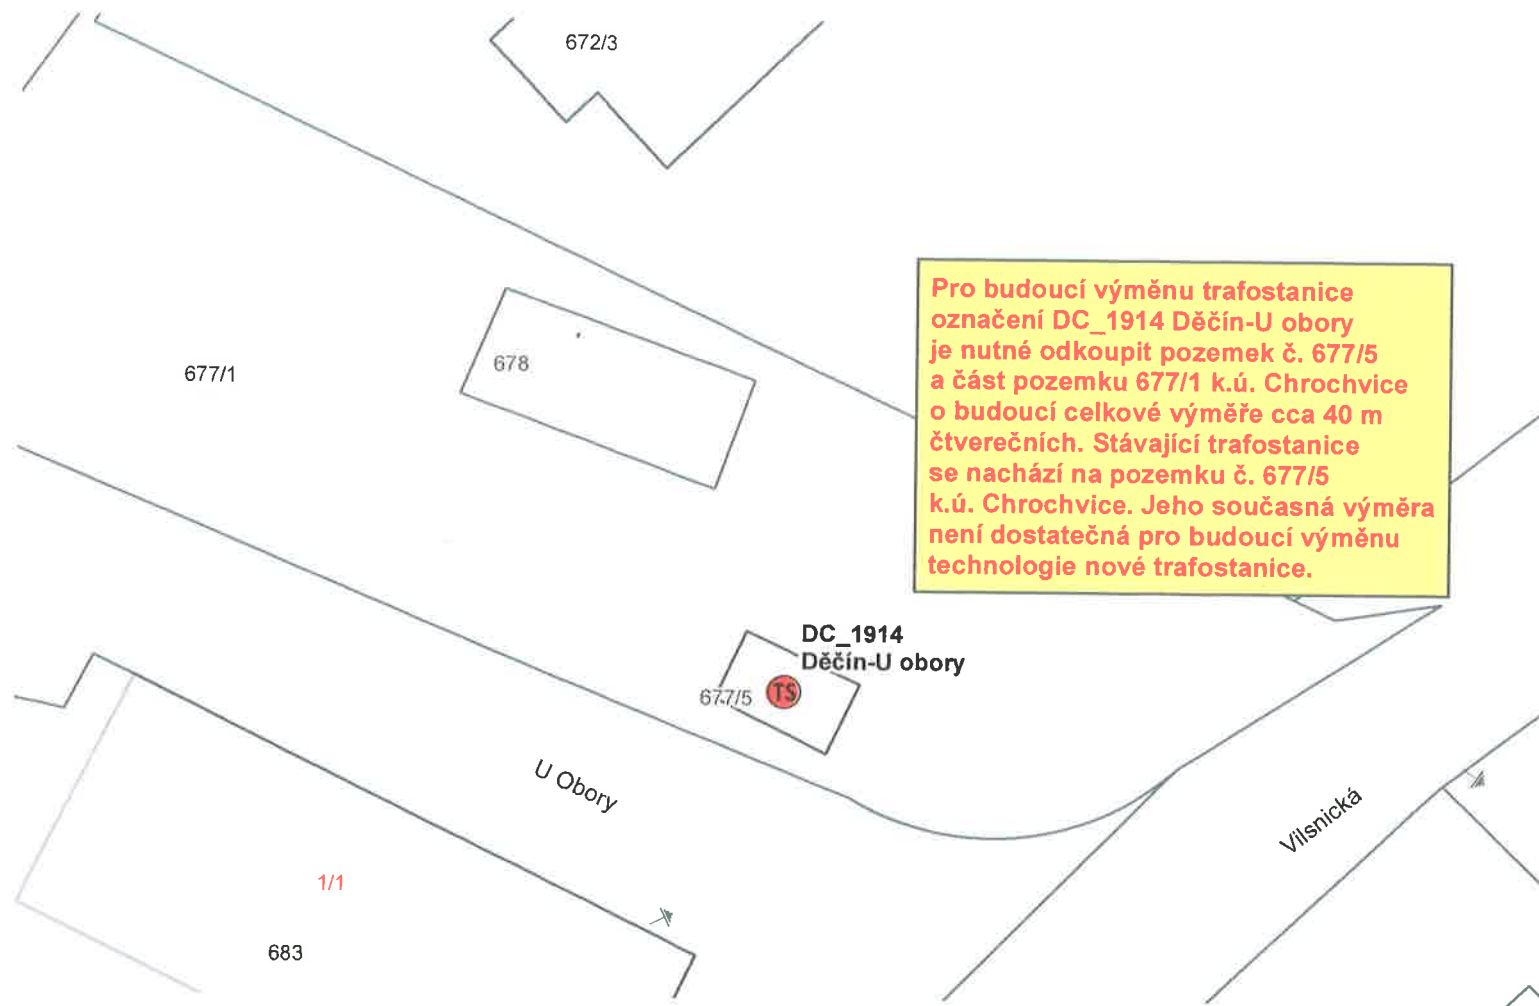 672/3
Pro budoucí výměnu trafostanice
označení DC_1914 Děčín-U obory
je nutné odkoupit pozemek č. 677/5
a část pozemku 677/1 k.ú. Chrochvice
o budoucí celkové výměře cca 40 m
čtverečních. Stávající trafostanice
se nachází na pozemku č. 677/5
k.ú. Chrochvice. Jeho současná výměra
není dostatečná pro budoucí výměnu
technologie nové trafostanice.
678
677/1
DC_1914
Děčín-U obory
677/5
TS
U Obory
Vilsnická
1/1
683